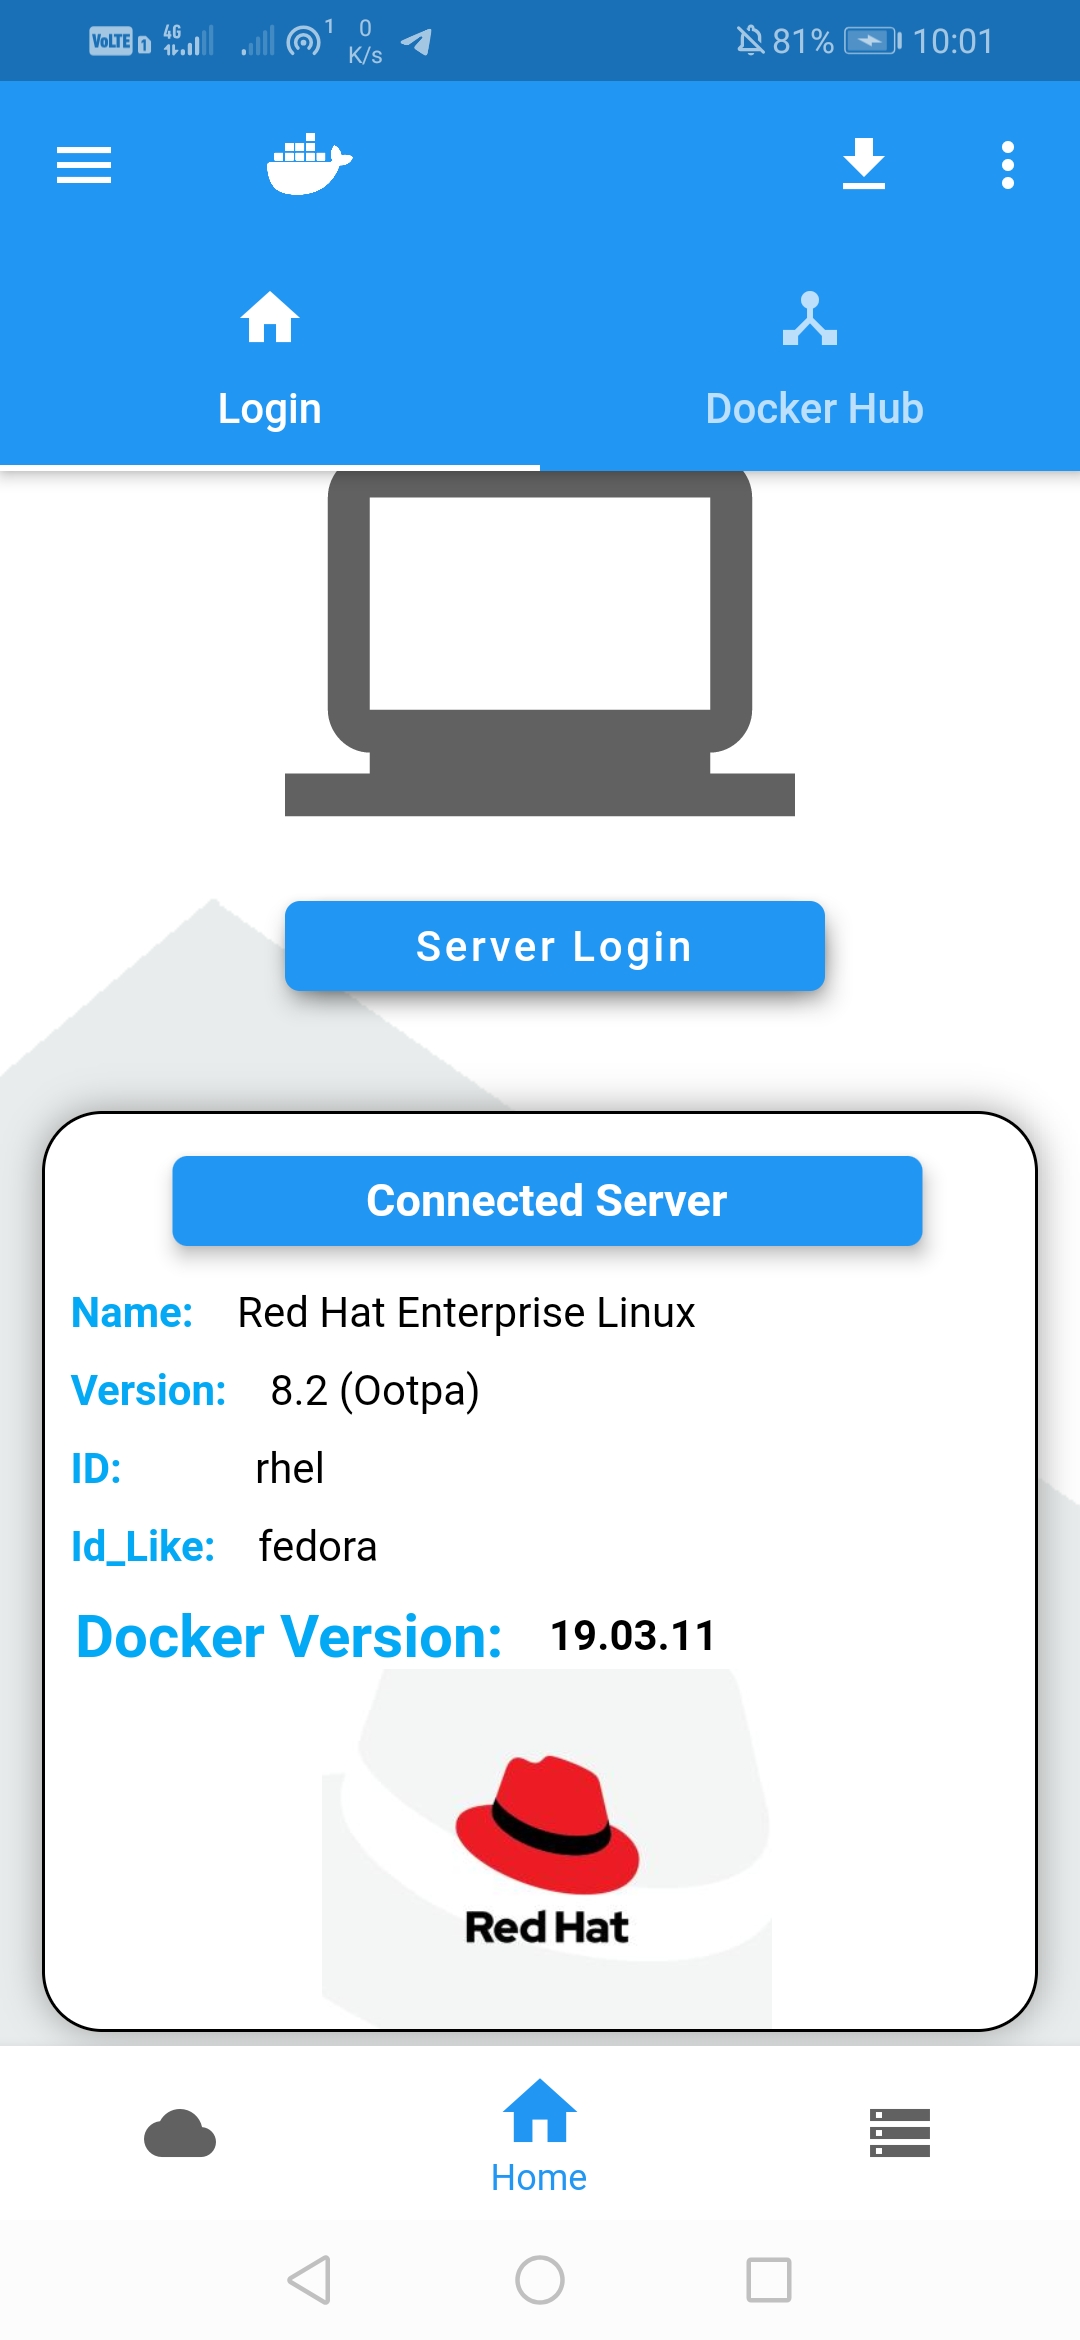 VoLTE 1 4G 1 0 K/s 81% 10:01
Login
Docker Hub
Server Login
Connected Server
Name: Red Hat Enterprise Linux
Version: 8.2 (Ootpa)
ID: rhel
Id_Like: fedora
Docker Version: 19.03.11
Red Hat
Home